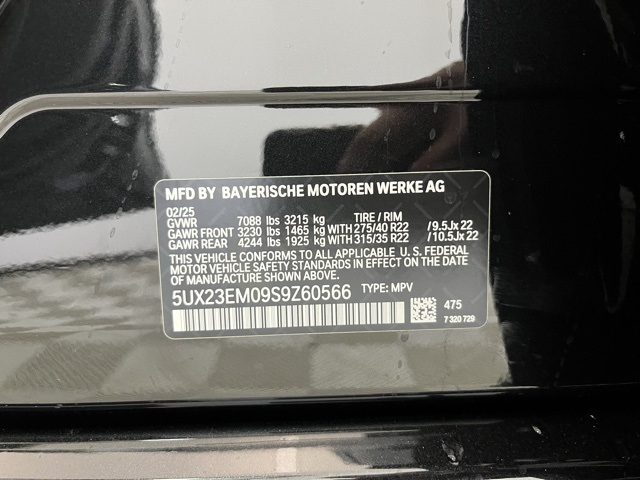 MFD BY BAYERISCHE MOTOREN WERKE AG
02/25
GVWR 7088 lbs 3215 kg TIRE / RIM
GAWR FRONT 3230 lbs 1465 kg WITH 275/40 R22 /9.5Jx 22
GAWR REAR 4244 lbs 1925 kg WITH 315/35 R22 /10.5Jx 22
THIS VEHICLE CONFORMS TO ALL APPLICABLE U. S. FEDERAL
MOTOR VEHICLE SAFETY STANDARDS IN EFFECT ON THE DATE
OF MANUFACTURE SHOWN ABOVE.
5UX23EM09S9Z60566 TYPE: MPV
475
7 320 729